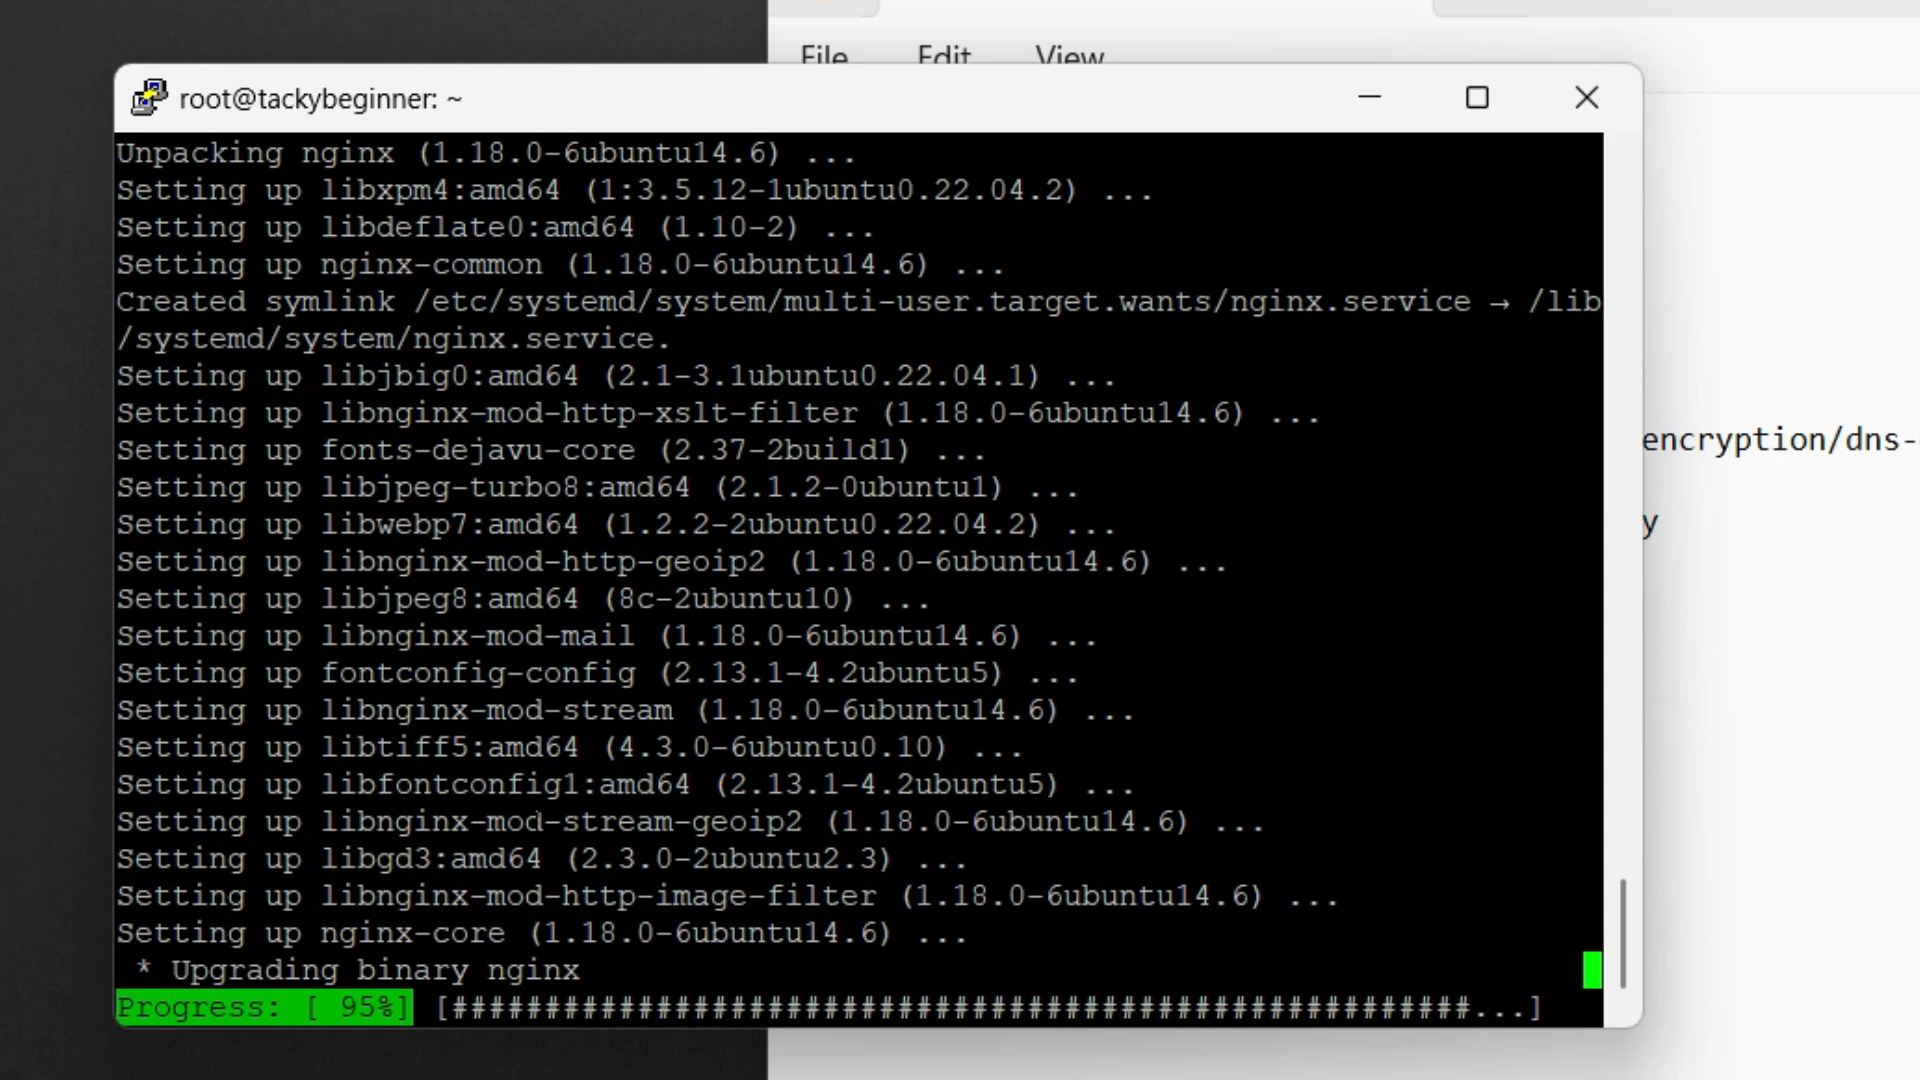 File Edit View
root@tackybeginner: ~
Unpacking nginx (1.18.0-6ubuntu14.6) ...
Setting up libxpm4:amd64 (1:3.5.12-1ubuntu0.22.04.2) ...
Setting up libdeflate0:amd64 (1.10-2) ...
Setting up nginx-common (1.18.0-6ubuntu14.6) ...
Created symlink /etc/systemd/system/multi-user.target.wants/nginx.service → /lib
/systemd/system/nginx.service.
Setting up libjbig0:amd64 (2.1-3.1ubuntu0.22.04.1) ...
Setting up libnginx-mod-http-xslt-filter (1.18.0-6ubuntu14.6) ...
Setting up fonts-dejavu-core (2.37-2build1) ...
Setting up libjpeg-turbo8:amd64 (2.1.2-0ubuntu1) ...
Setting up libwebp7:amd64 (1.2.2-2ubuntu0.22.04.2) ...
Setting up libnginx-mod-http-geoip2 (1.18.0-6ubuntu14.6) ...
Setting up libjpeg8:amd64 (8c-2ubuntu10) ...
Setting up libnginx-mod-mail (1.18.0-6ubuntu14.6) ...
Setting up fontconfig-config (2.13.1-4.2ubuntu5) ...
Setting up libnginx-mod-stream (1.18.0-6ubuntu14.6) ...
Setting up libtiff5:amd64 (4.3.0-6ubuntu0.10) ...
Setting up libfontconfig1:amd64 (2.13.1-4.2ubuntu5) ...
Setting up libnginx-mod-stream-geoip2 (1.18.0-6ubuntu14.6) ...
Setting up libgd3:amd64 (2.3.0-2ubuntu2.3) ...
Setting up libnginx-mod-http-image-filter (1.18.0-6ubuntu14.6) ...
Setting up nginx-core (1.18.0-6ubuntu14.6) ...
* Upgrading binary nginx
Progress: [ 95%] [#######################################################...]
encryption/dns-
y